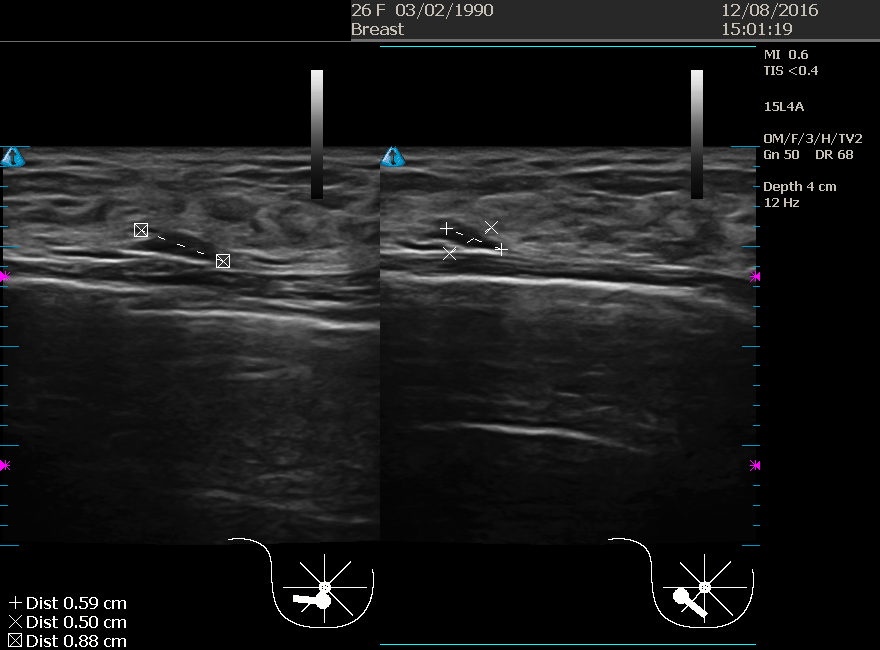 26 F 03/02/1990 12/08/2016
Breast 15:01:19
MI 0.6
TIS <0.4
15L4A
OM/F/3/H/TV2
Gn 50 DR 68
Depth 4 cm
12 Hz
Dist 0.59 cm
Dist 0.50 cm
Dist 0.88 cm